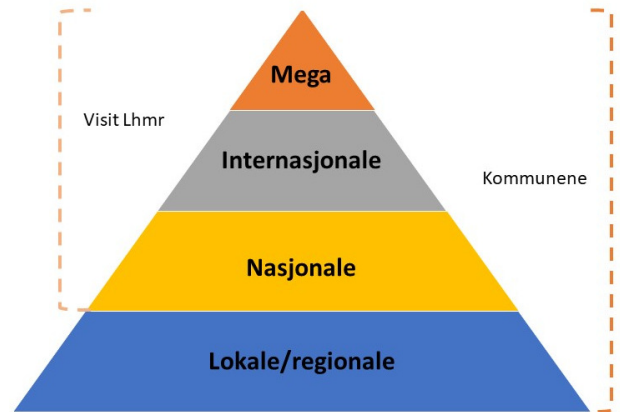 Mega
Visit Lhmr
Internasjonale
Kommunene
Nasjonale
Lokale/regionale